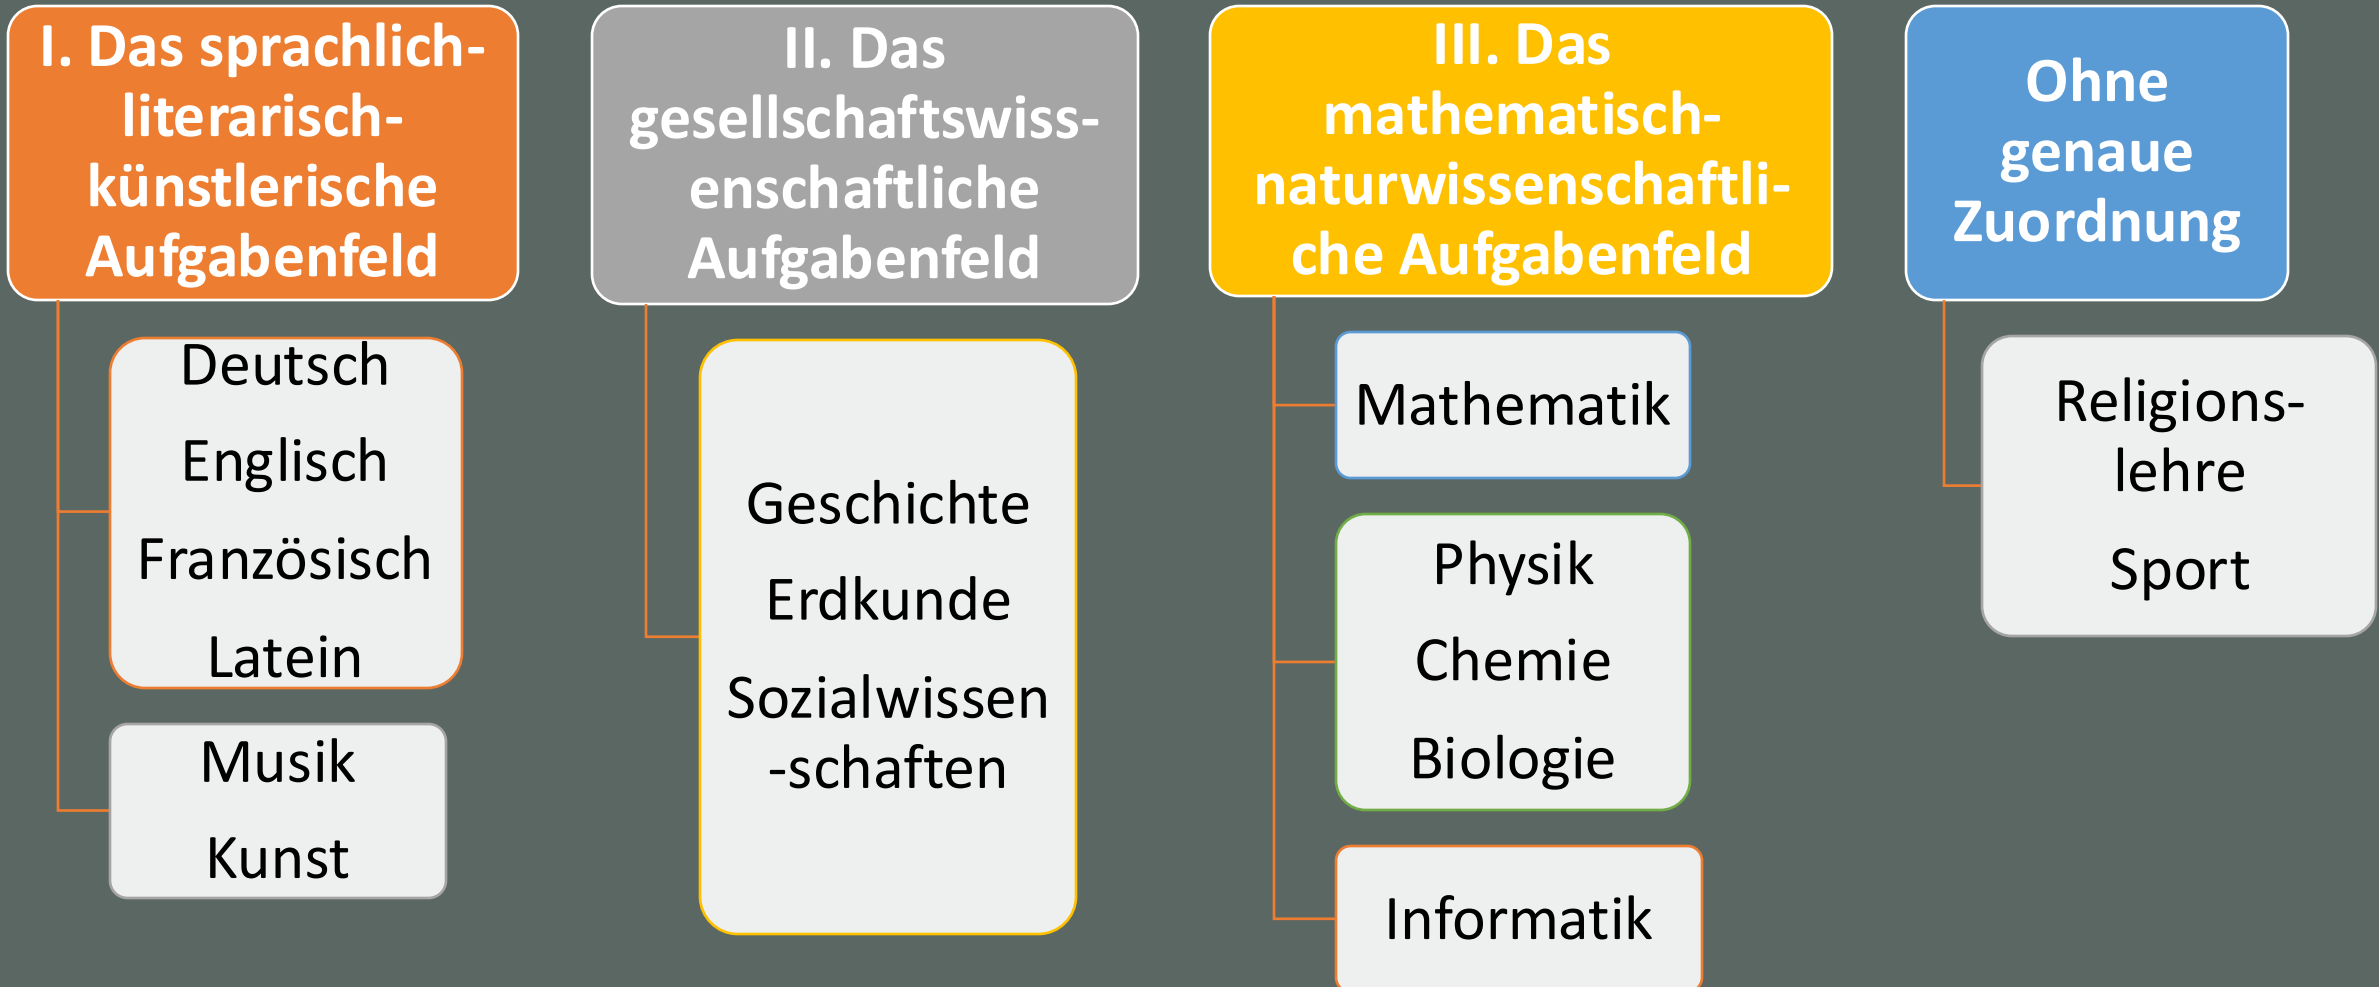 I. Das sprachlich-
literarisch-
künstlerische
Aufgabenfeld
Deutsch
Englisch
Französisch
Latein
Musik
Kunst
II. Das
gesellschaftswiss-
enschaftliche
Aufgabenfeld
Geschichte
Erdkunde
Sozialwissen
-schaften
III. Das
mathematisch-
naturwissenschaftli-
che Aufgabenfeld
Mathematik
Physik
Chemie
Biologie
Informatik
Ohne
genaue
Zuordnung
Religions-
lehre
Sport